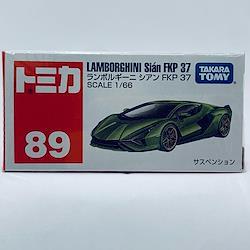 トミカ
89
LAMBORGHINI Sián FKP 37
ランボルギーニ シアン FKP 37
SCALE 1/66
TAKARA
TOMY
サスペンション